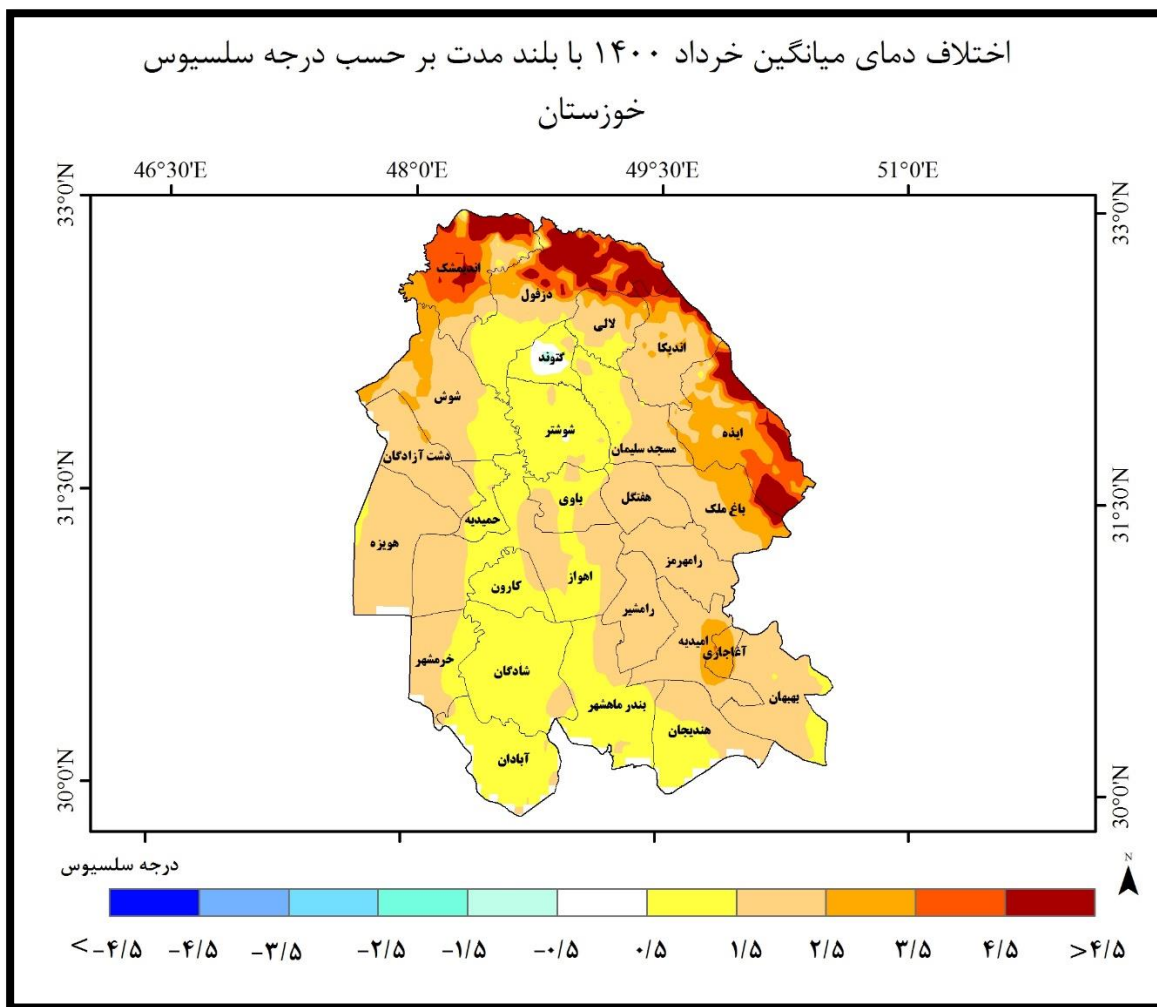 اختلاف دمای میانگین خرداد ۱۴۰۰ با بلند مدت بر حسب درجه سلسیوس
خوزستان
46°30'E 48°0'E 49°30'E 51°0'E
33°0'N 33°0'N
اندیمشک
دزفول
لالی
اندیکا
گتوند
شوش
شوشتر
ایذه
مسجد سلیمان
دشت آزادگان
31°30'N 31°30'N
باوی
هفتگل
باغ ملک
حمیدیه
هویزه
رامهرمز
اهواز
کارون
رامشیر
امیدیه
آغاجاری
خرمشهر
شادگان
بهبهان
بندر ماهشهر
هندیجان
آبادان
30°0'N 30°0'N
درجه سلسیوس
N
<-۴/۵ -۴/۵ -۳/۵ -۲/۵ -۱/۵ -۰/۵ ۰/۵ ۱/۵ ۲/۵ ۳/۵ ۴/۵ >۴/۵